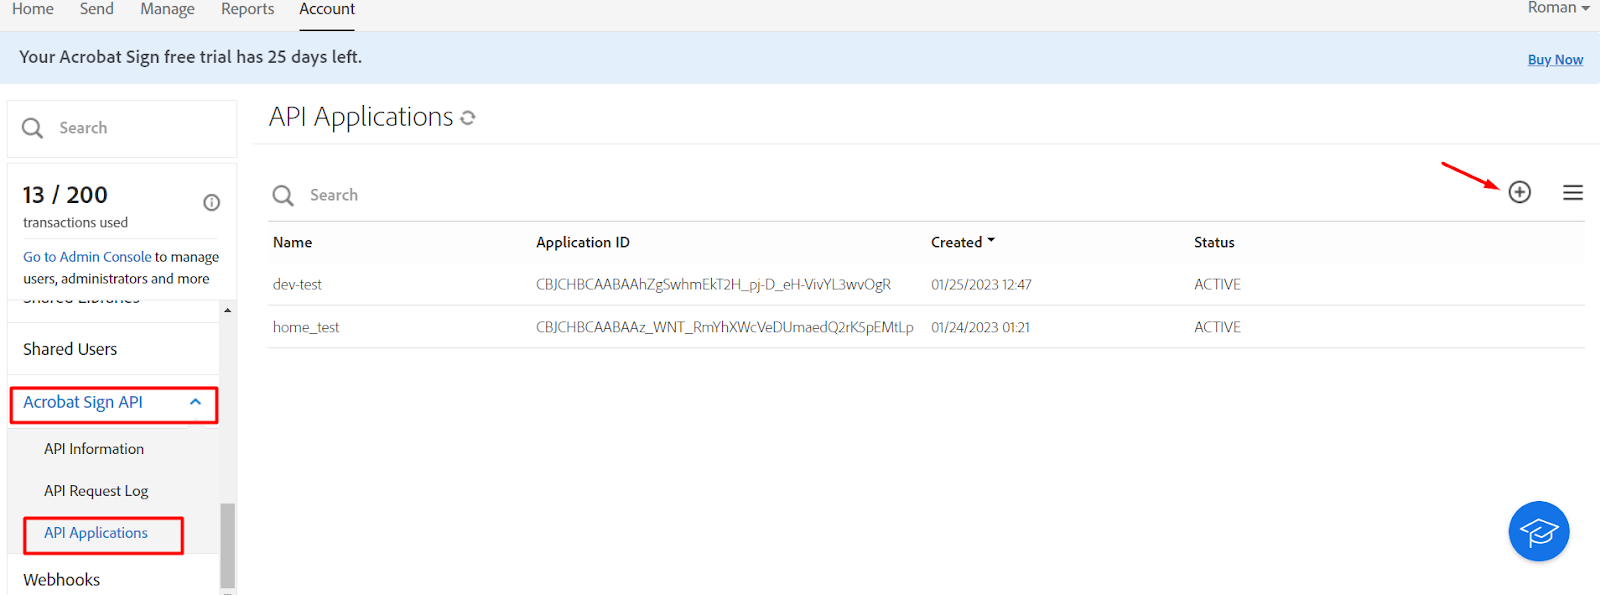 Home Send Manage Reports Account Roman
Your Acrobat Sign free trial has 25 days left.
Buy Now
Search
13 / 200
transactions used
Go to Admin Console to manage
users, administrators and more
Shared Libraries
Shared Users
Acrobat Sign API
API Information
API Request Log
API Applications
Webhooks
API Applications
Search
Name Application ID Created Status
dev-test CBJCHBCAABAAhZgSwhmEkT2H_pj-D_eH-VivYL3wvOgR 01/25/2023 12:47 ACTIVE
home_test CBJCHBCAABAAz_WNT_RmYhXWcVeDUmaedQ2rK5pEMtLp 01/24/2023 01:21 ACTIVE